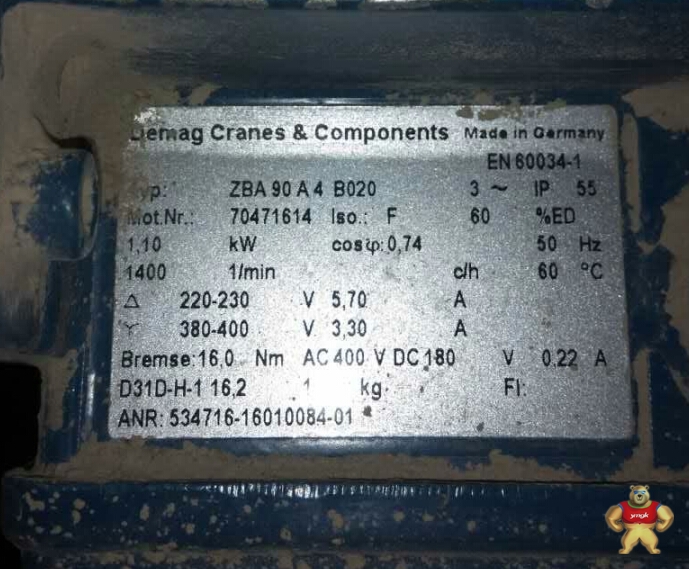 Demag Cranes & Components Made in Germany
EN 60034-1
Typ: ZBA 90 A 4 B020 3 ~ IP 55
Mot.Nr.: 70471614 Iso.: F 60 %ED
1,10 kW cosφ: 0,74 50 Hz
1400 1/min c/h 60 °C
Δ 220-230 V 5,70 A
Y 380-400 V 3,30 A
Bremse: 16,0 Nm AC 400 V DC 180 V 0,22 A
D31D-H-1 16,2 1 kg FI:
ANR: 534716-16010084-01
ymgk